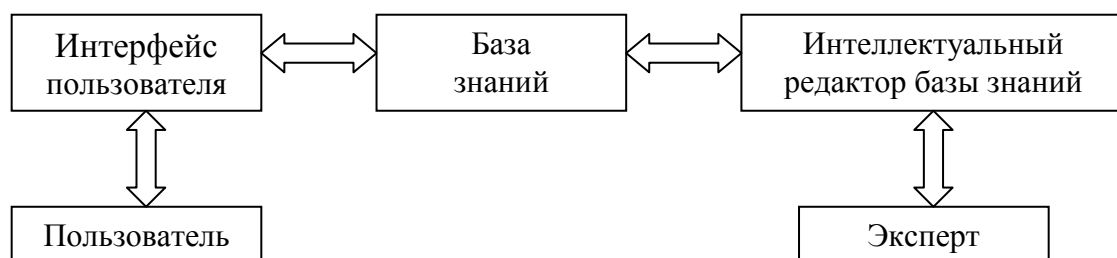 Интерфейс
пользователя
База
знаний
Интеллектуальный
редактор базы знаний
Пользователь
Эксперт